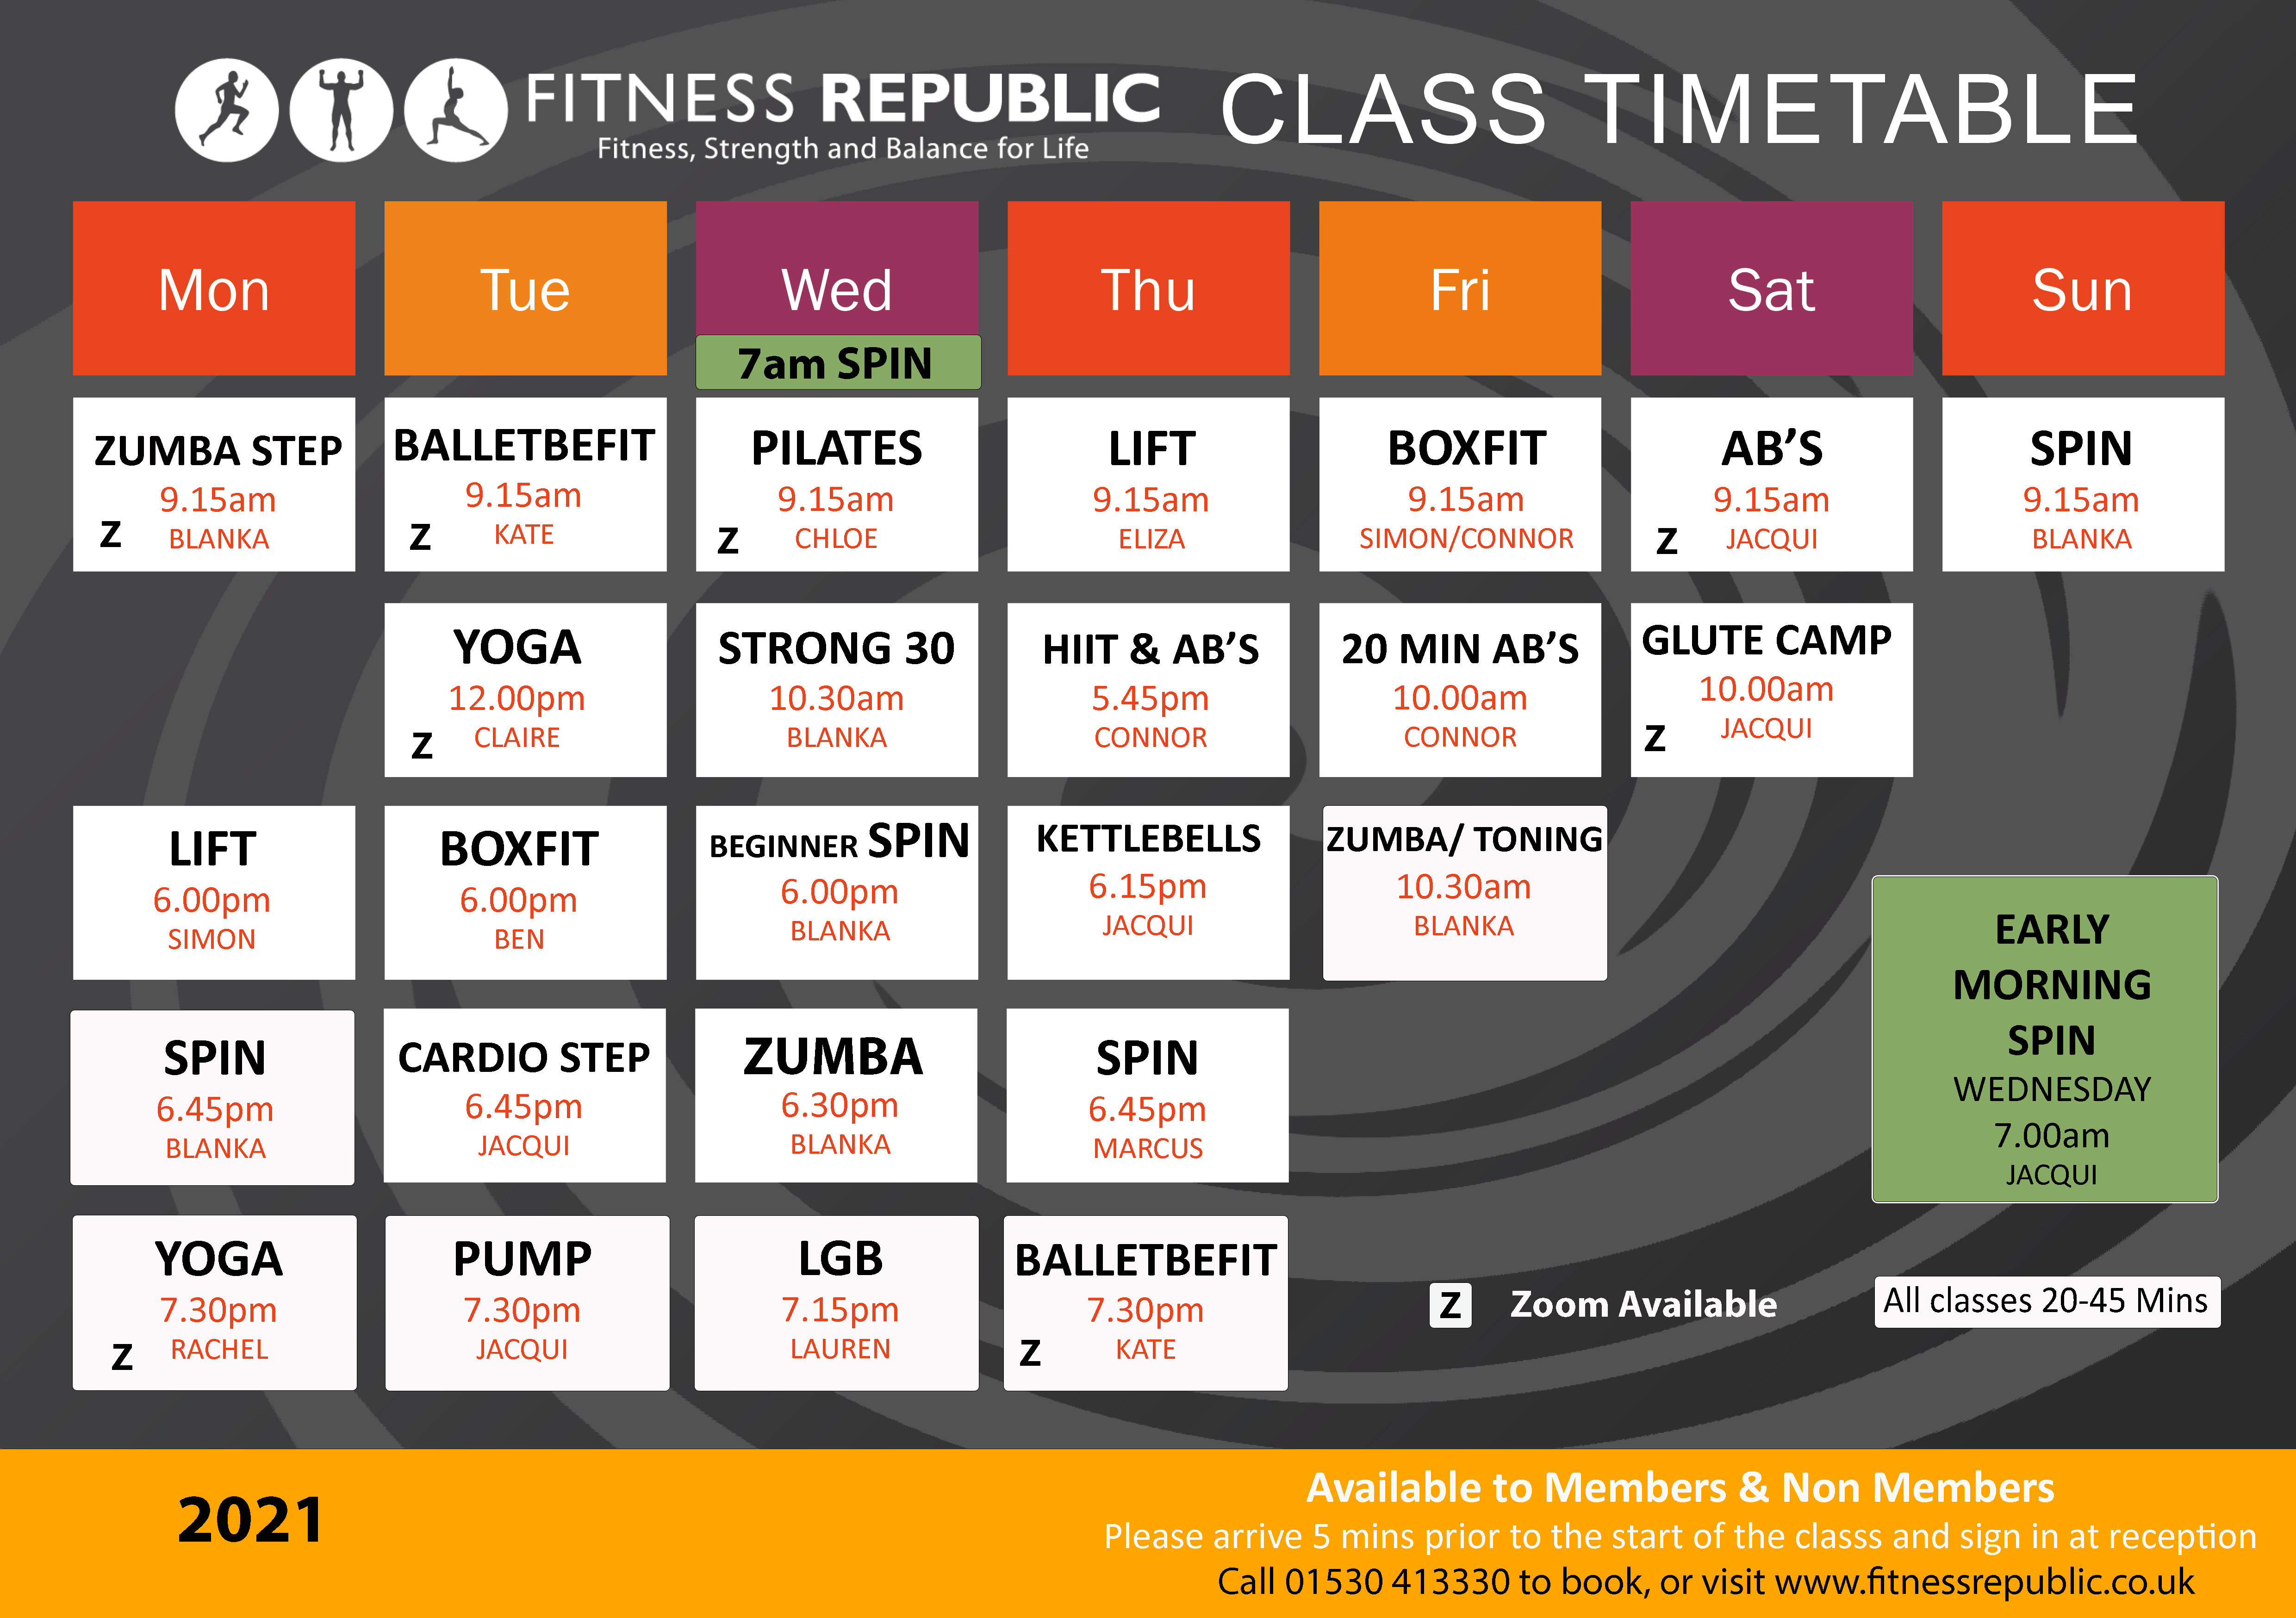 FITNESS REPUBLIC
Fitness, Strength and Balance for Life
CLASS TIMETABLE
Mon
Tue
Wed
Thu
Fri
Sat
Sun
7am SPIN
ZUMBA STEP
9.15am
Z BLANKA
BALLETBEFIT
9.15am
Z KATE
PILATES
9.15am
Z CHLOE
LIFT
9.15am
ELIZA
BOXFIT
9.15am
SIMON/CONNOR
AB’S
9.15am
Z JACQUI
SPIN
9.15am
BLANKA
YOGA
12.00pm
Z CLAIRE
STRONG 30
10.30am
BLANKA
HIIT & AB’S
5.45pm
CONNOR
20 MIN AB’S
10.00am
CONNOR
GLUTE CAMP
10.00am
Z JACQUI
LIFT
6.00pm
SIMON
BOXFIT
6.00pm
BEN
BEGINNER SPIN
6.00pm
BLANKA
KETTLEBELLS
6.15pm
JACQUI
ZUMBA/ TONING
10.30am
BLANKA
SPIN
6.45pm
BLANKA
CARDIO STEP
6.45pm
JACQUI
ZUMBA
6.30pm
BLANKA
SPIN
6.45pm
MARCUS
EARLY
MORNING
SPIN
WEDNESDAY
7.00am
JACQUI
YOGA
7.30pm
Z RACHEL
PUMP
7.30pm
JACQUI
LGB
7.15pm
LAUREN
BALLETBEFIT
7.30pm
Z KATE
Z Zoom Available
All classes 20-45 Mins
2021
Available to Members & Non Members
Please arrive 5 mins prior to the start of the classs and sign in at reception
Call 01530 413330 to book, or visit www.fitnessrepublic.co.uk